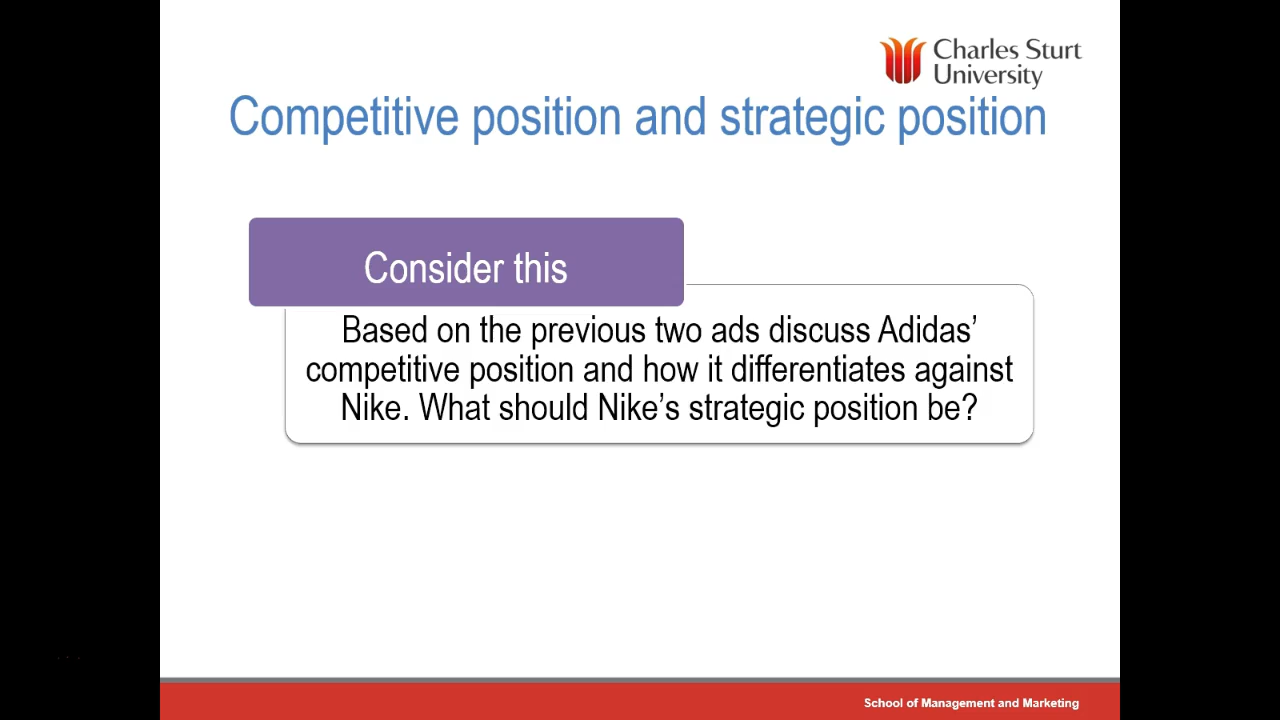 Charles Sturt
University
Competitive position and strategic position
Consider this
Based on the previous two ads discuss Adidas’
competitive position and how it differentiates against
Nike. What should Nike’s strategic position be?
School of Management and Marketing